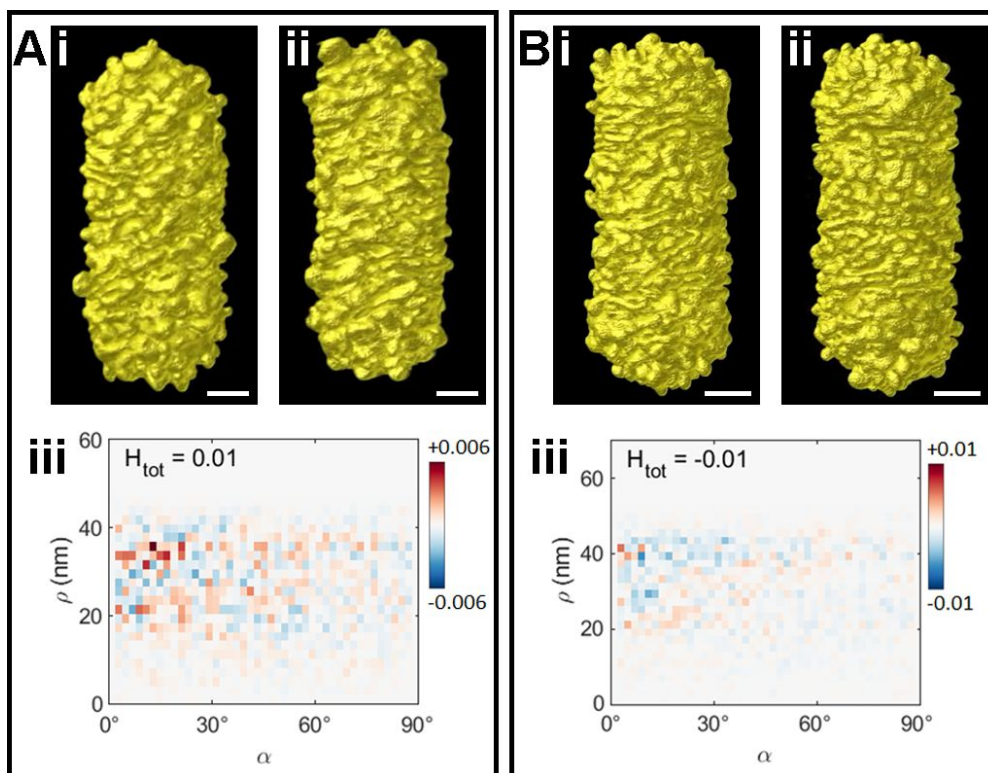 A i
ii
iii
H_tot = 0.01
+0.006
-0.006
60
40
20
0
ρ (nm)
0°
30°
60°
90°
α
B i
ii
iii
H_tot = -0.01
+0.01
-0.01
60
40
20
0
ρ (nm)
0°
30°
60°
90°
α